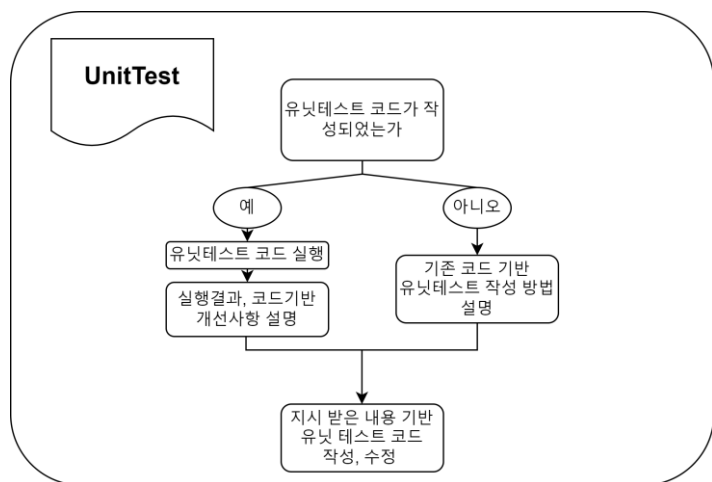 UnitTest
유닛테스트 코드가 작
성되었는가
예
아니오
유닛테스트 코드 실행
실행결과, 코드기반
개선사항 설명
기존 코드 기반
유닛테스트 작성 방법
설명
지시 받은 내용 기반
유닛 테스트 코드
작성, 수정